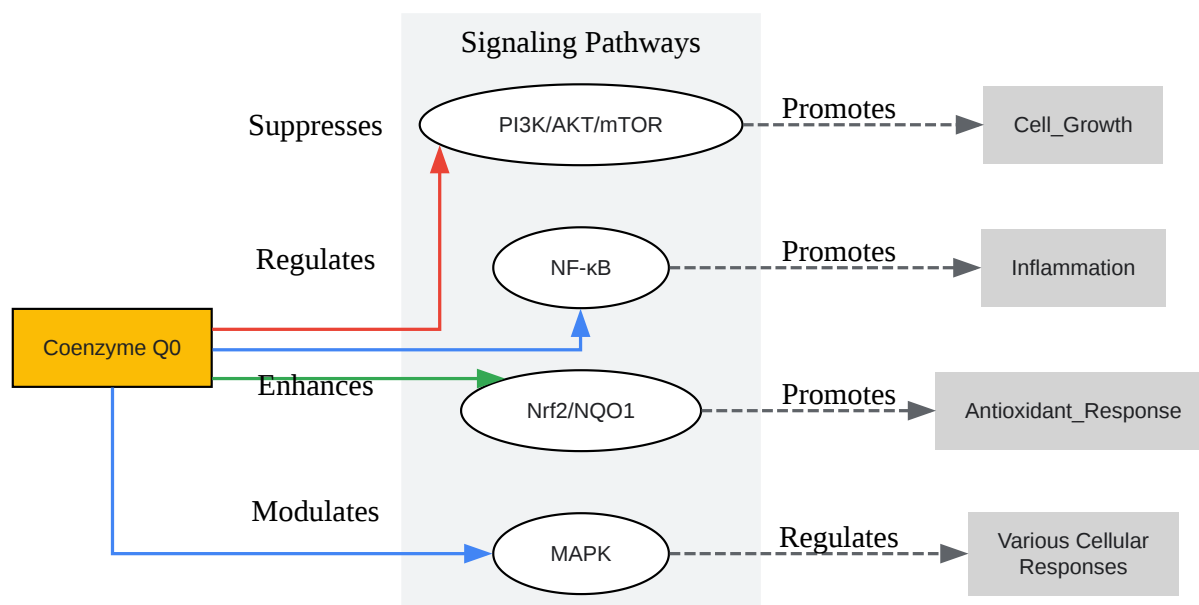 Signaling Pathways
Suppresses
PI3K/AKT/mTOR
Promotes
Cell_Growth
Regulates
NF-κB
Promotes
Inflammation
Coenzyme Q0
Enhances
Nrf2/NQO1
Promotes
Antioxidant_Response
Modulates
MAPK
Regulates
Various Cellular
Responses